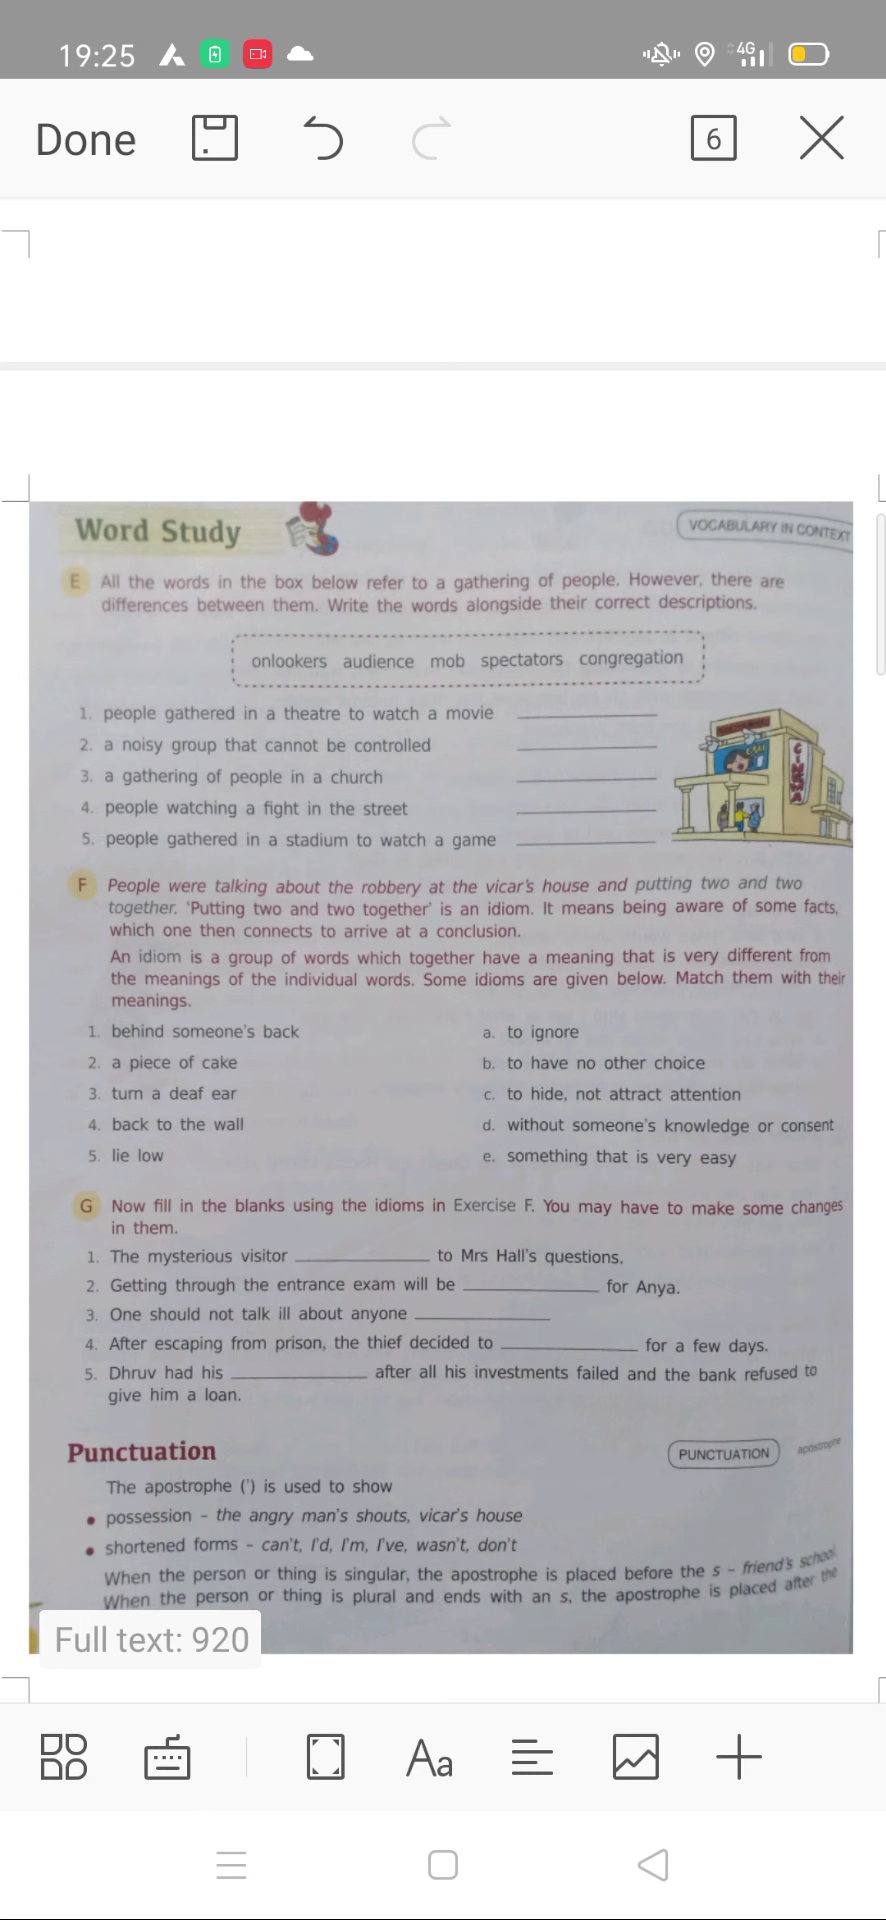 19:25
4G
Done
6
Word Study
VOCABULARY IN CONTEXT
E All the words in the box below refer to a gathering of people. However, there are
differences between them. Write the words alongside their correct descriptions.
onlookers audience mob spectators congregation
1. people gathered in a theatre to watch a movie
2. a noisy group that cannot be controlled
3. a gathering of people in a church
4. people watching a fight in the street
5. people gathered in a stadium to watch a game
CINEMA
F People were talking about the robbery at the vicar's house and putting two and two
together. 'Putting two and two together' is an idiom. It means being aware of some facts,
which one then connects to arrive at a conclusion.
An idiom is a group of words which together have a meaning that is very different from
the meanings of the individual words. Some idioms are given below. Match them with their
meanings.
1. behind someone's back a. to ignore
2. a piece of cake b. to have no other choice
3. turn a deaf ear c. to hide, not attract attention
4. back to the wall d. without someone's knowledge or consent
5. lie low e. something that is very easy
G Now fill in the blanks using the idioms in Exercise F. You may have to make some changes
in them.
1. The mysterious visitor ____________ to Mrs Hall's questions.
2. Getting through the entrance exam will be ____________ for Anya.
3. One should not talk ill about anyone ____________
4. After escaping from prison, the thief decided to ____________ for a few days.
5. Dhruv had his ____________ after all his investments failed and the bank refused to
give him a loan.
Punctuation
PUNCTUATION apostrophe
The apostrophe (') is used to show
• possession – the angry man's shouts, vicar's house
• shortened forms – can't, I'd, I'm, I've, wasn't, don't
When the person or thing is singular, the apostrophe is placed before the s – friend's school
When the person or thing is plural and ends with an s, the apostrophe is placed after the
Full text: 920
Aa